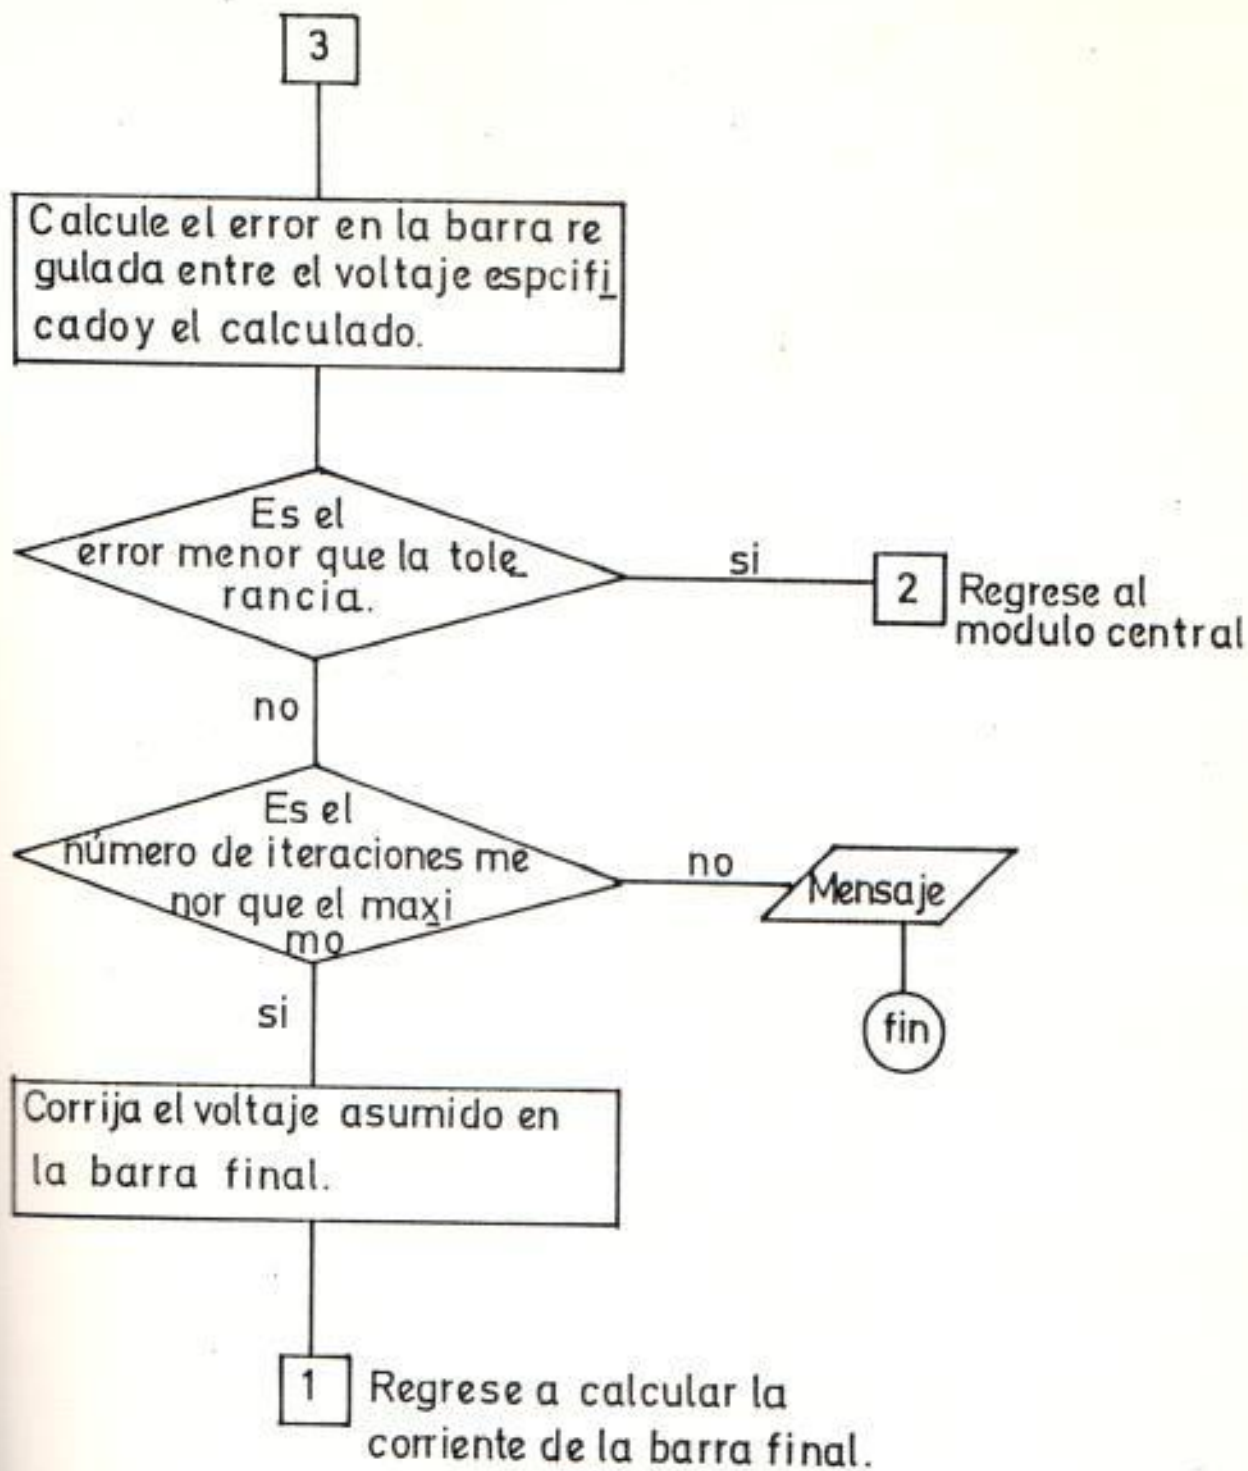 3
Calcule el error en la barra re
gulada entre el voltaje espcifi
cadoy el calculado.
Es el
error menor que la tole_
rancia.
si
2
Regrese al
modulo central
no
Es el
número de iteraciones me
nor que el maxi
mo
no
Mensaje
si
fin
Corrija el voltaje asumido en
la barra final.
1
Regrese a calcular la
corriente de la barra final.